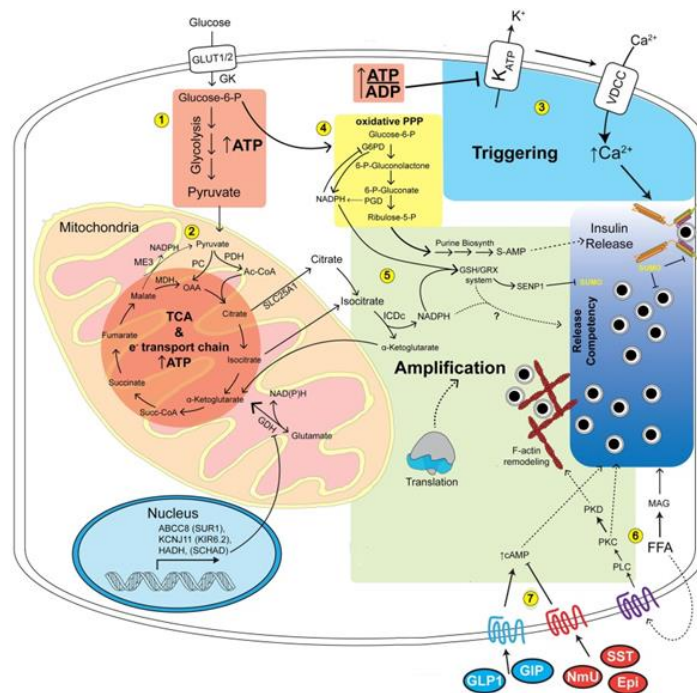 Glucose
GLUT1/2
GK
Glucose-6-P
1
Glycolysis
↑ATP
Pyruvate
↑ATP
ADP
K⁺
K ATP
Ca²⁺
VDCC
3
Triggering
↑Ca²⁺
4
oxidative PPP
Glucose-6-P
G6PD
6-P-Gluconolactone
6-P-Gluconate
NADPH
PGD
Ribulose-5-P
Insulin
Release
SUMO
SUMO
Release
Competency
Purine Biosynth
S-AMP
5
GSH/GRX
system
SENP1
?
Mitochondria
2
NADPH
Pyruvate
ME3
PC
PDH
MDH
OAA
Ac-CoA
Malate
Citrate
SLC25A1
Citrate
Isocitrate
ICDc
NADPH
α-Ketoglutarate
Fumarate
TCA
&
e⁻ transport chain
↑ATP
Isocitrate
Succinate
Succ-CoA
α-Ketoglutarate
NAD(P)H
GDH
Glutamate
Amplification
Translation
F-actin
remodeling
Nucleus
ABCC8 (SUR1),
KCNJ11 (KIR6.2),
HADH, (SCHAD)
PKD
PKC
PLC
6
MAG
FFA
↑cAMP
7
GLP1
GIP
NmU
SST
Epi